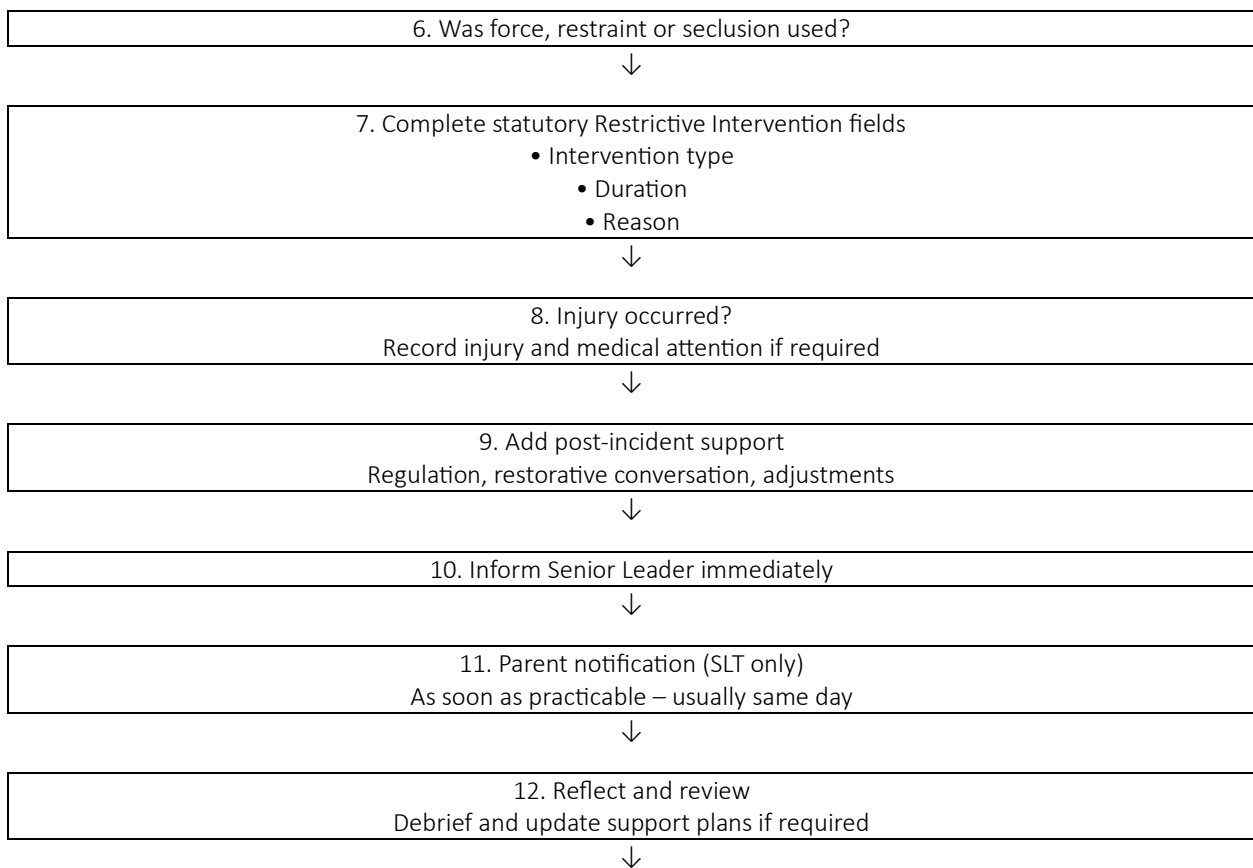 6. Was force, restraint or seclusion used?
↓
7. Complete statutory Restrictive Intervention fields
• Intervention type
• Duration
• Reason
↓
8. Injury occurred?
Record injury and medical attention if required
↓
9. Add post-incident support
Regulation, restorative conversation, adjustments
↓
10. Inform Senior Leader immediately
↓
11. Parent notification (SLT only)
As soon as practicable – usually same day
↓
12. Reflect and review
Debrief and update support plans if required
↓